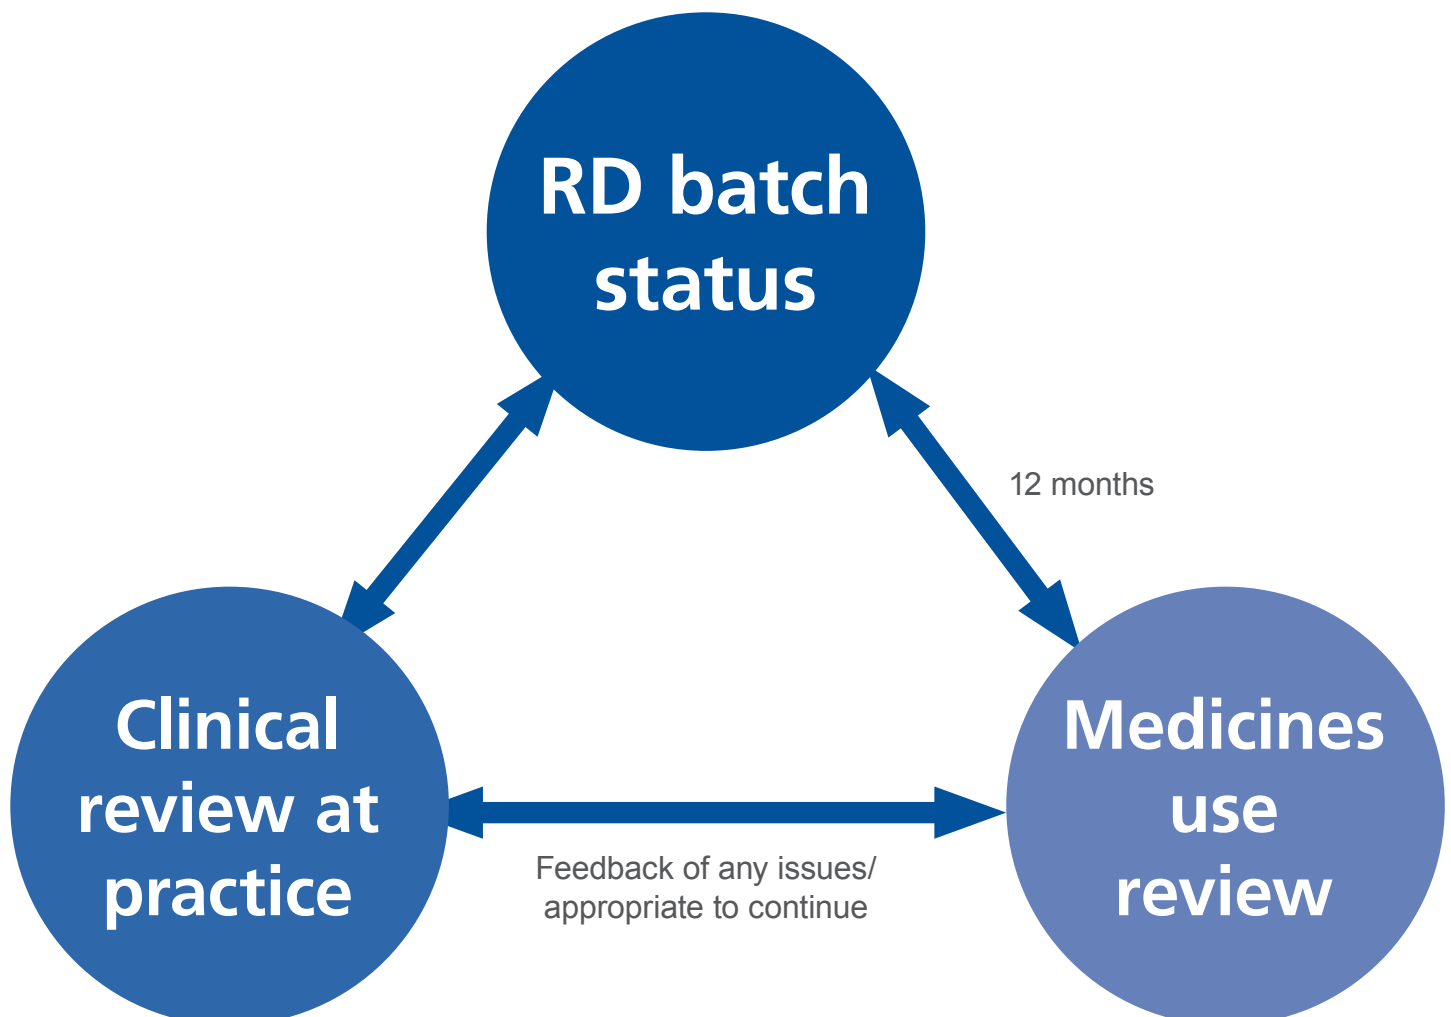 RD batch
status
12 months
Clinical
review at
practice
Feedback of any issues/
appropriate to continue
Medicines
use
review